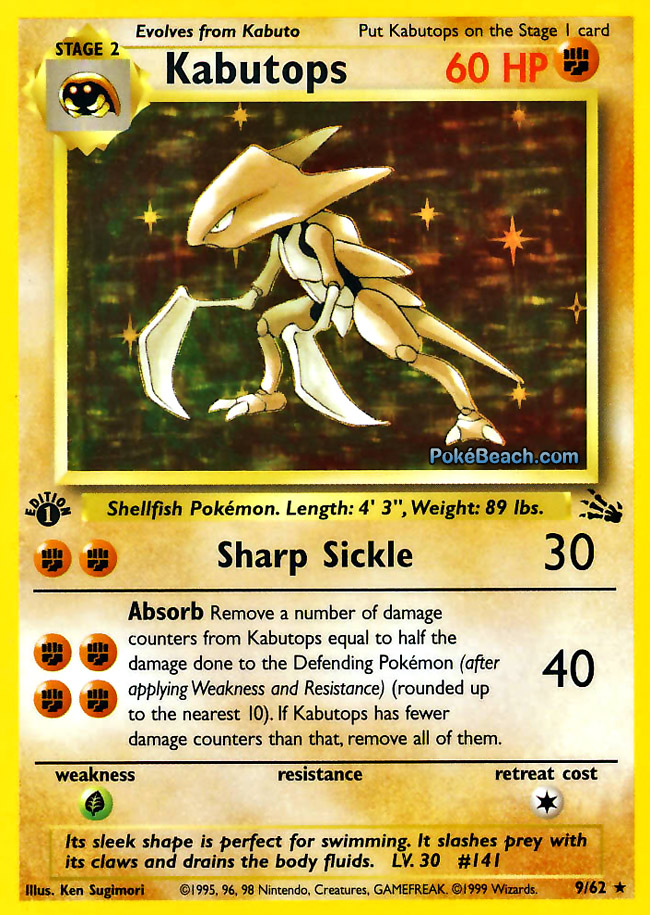 Evolves from Kabuto Put Kabutops on the Stage 1 card
STAGE 2
Kabutops 60 HP
PokéBeach.com
EDITION
1
Shellfish Pokémon. Length: 4' 3", Weight: 89 lbs.
Sharp Sickle 30
Absorb Remove a number of damage
counters from Kabutops equal to half the
damage done to the Defending Pokémon (after
applying Weakness and Resistance) (rounded up
to the nearest 10). If Kabutops has fewer
damage counters than that, remove all of them.
40
weakness resistance retreat cost
Its sleek shape is perfect for swimming. It slashes prey with
its claws and drains the body fluids. LV. 30 #141
Illus. Ken Sugimori ©1995, 96, 98 Nintendo, Creatures, GAMEFREAK. ©1999 Wizards. 9/62 ★